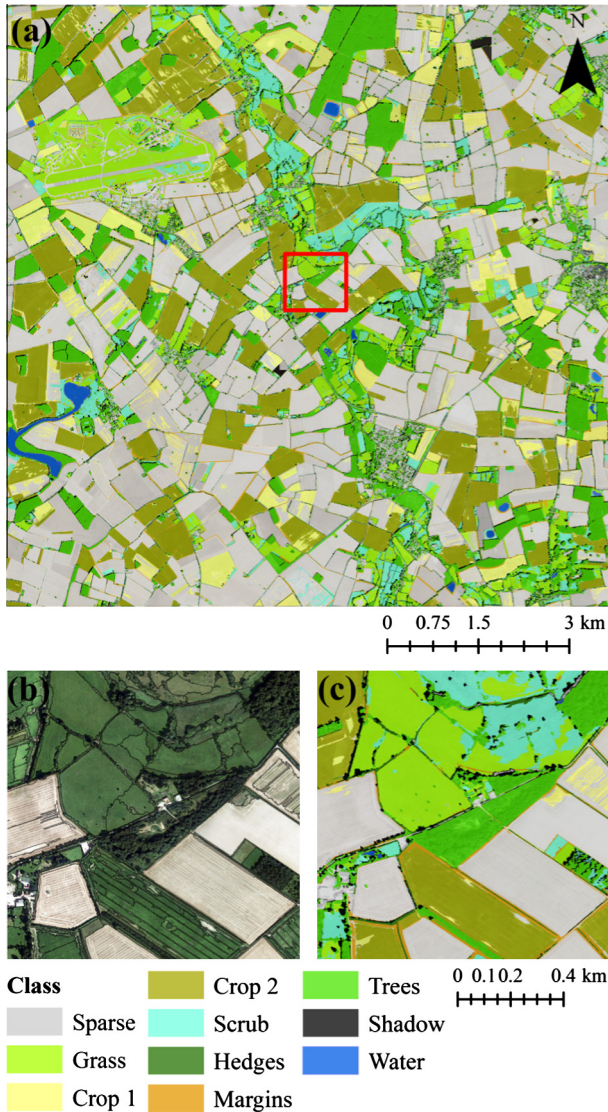 (a)
N
0 0.75 1.5 3 km
(b)
(c)
Class
Sparse
Grass
Crop 1
Crop 2
Scrub
Hedges
Margins
Trees
Shadow
Water
0 0.1 0.2 0.4 km